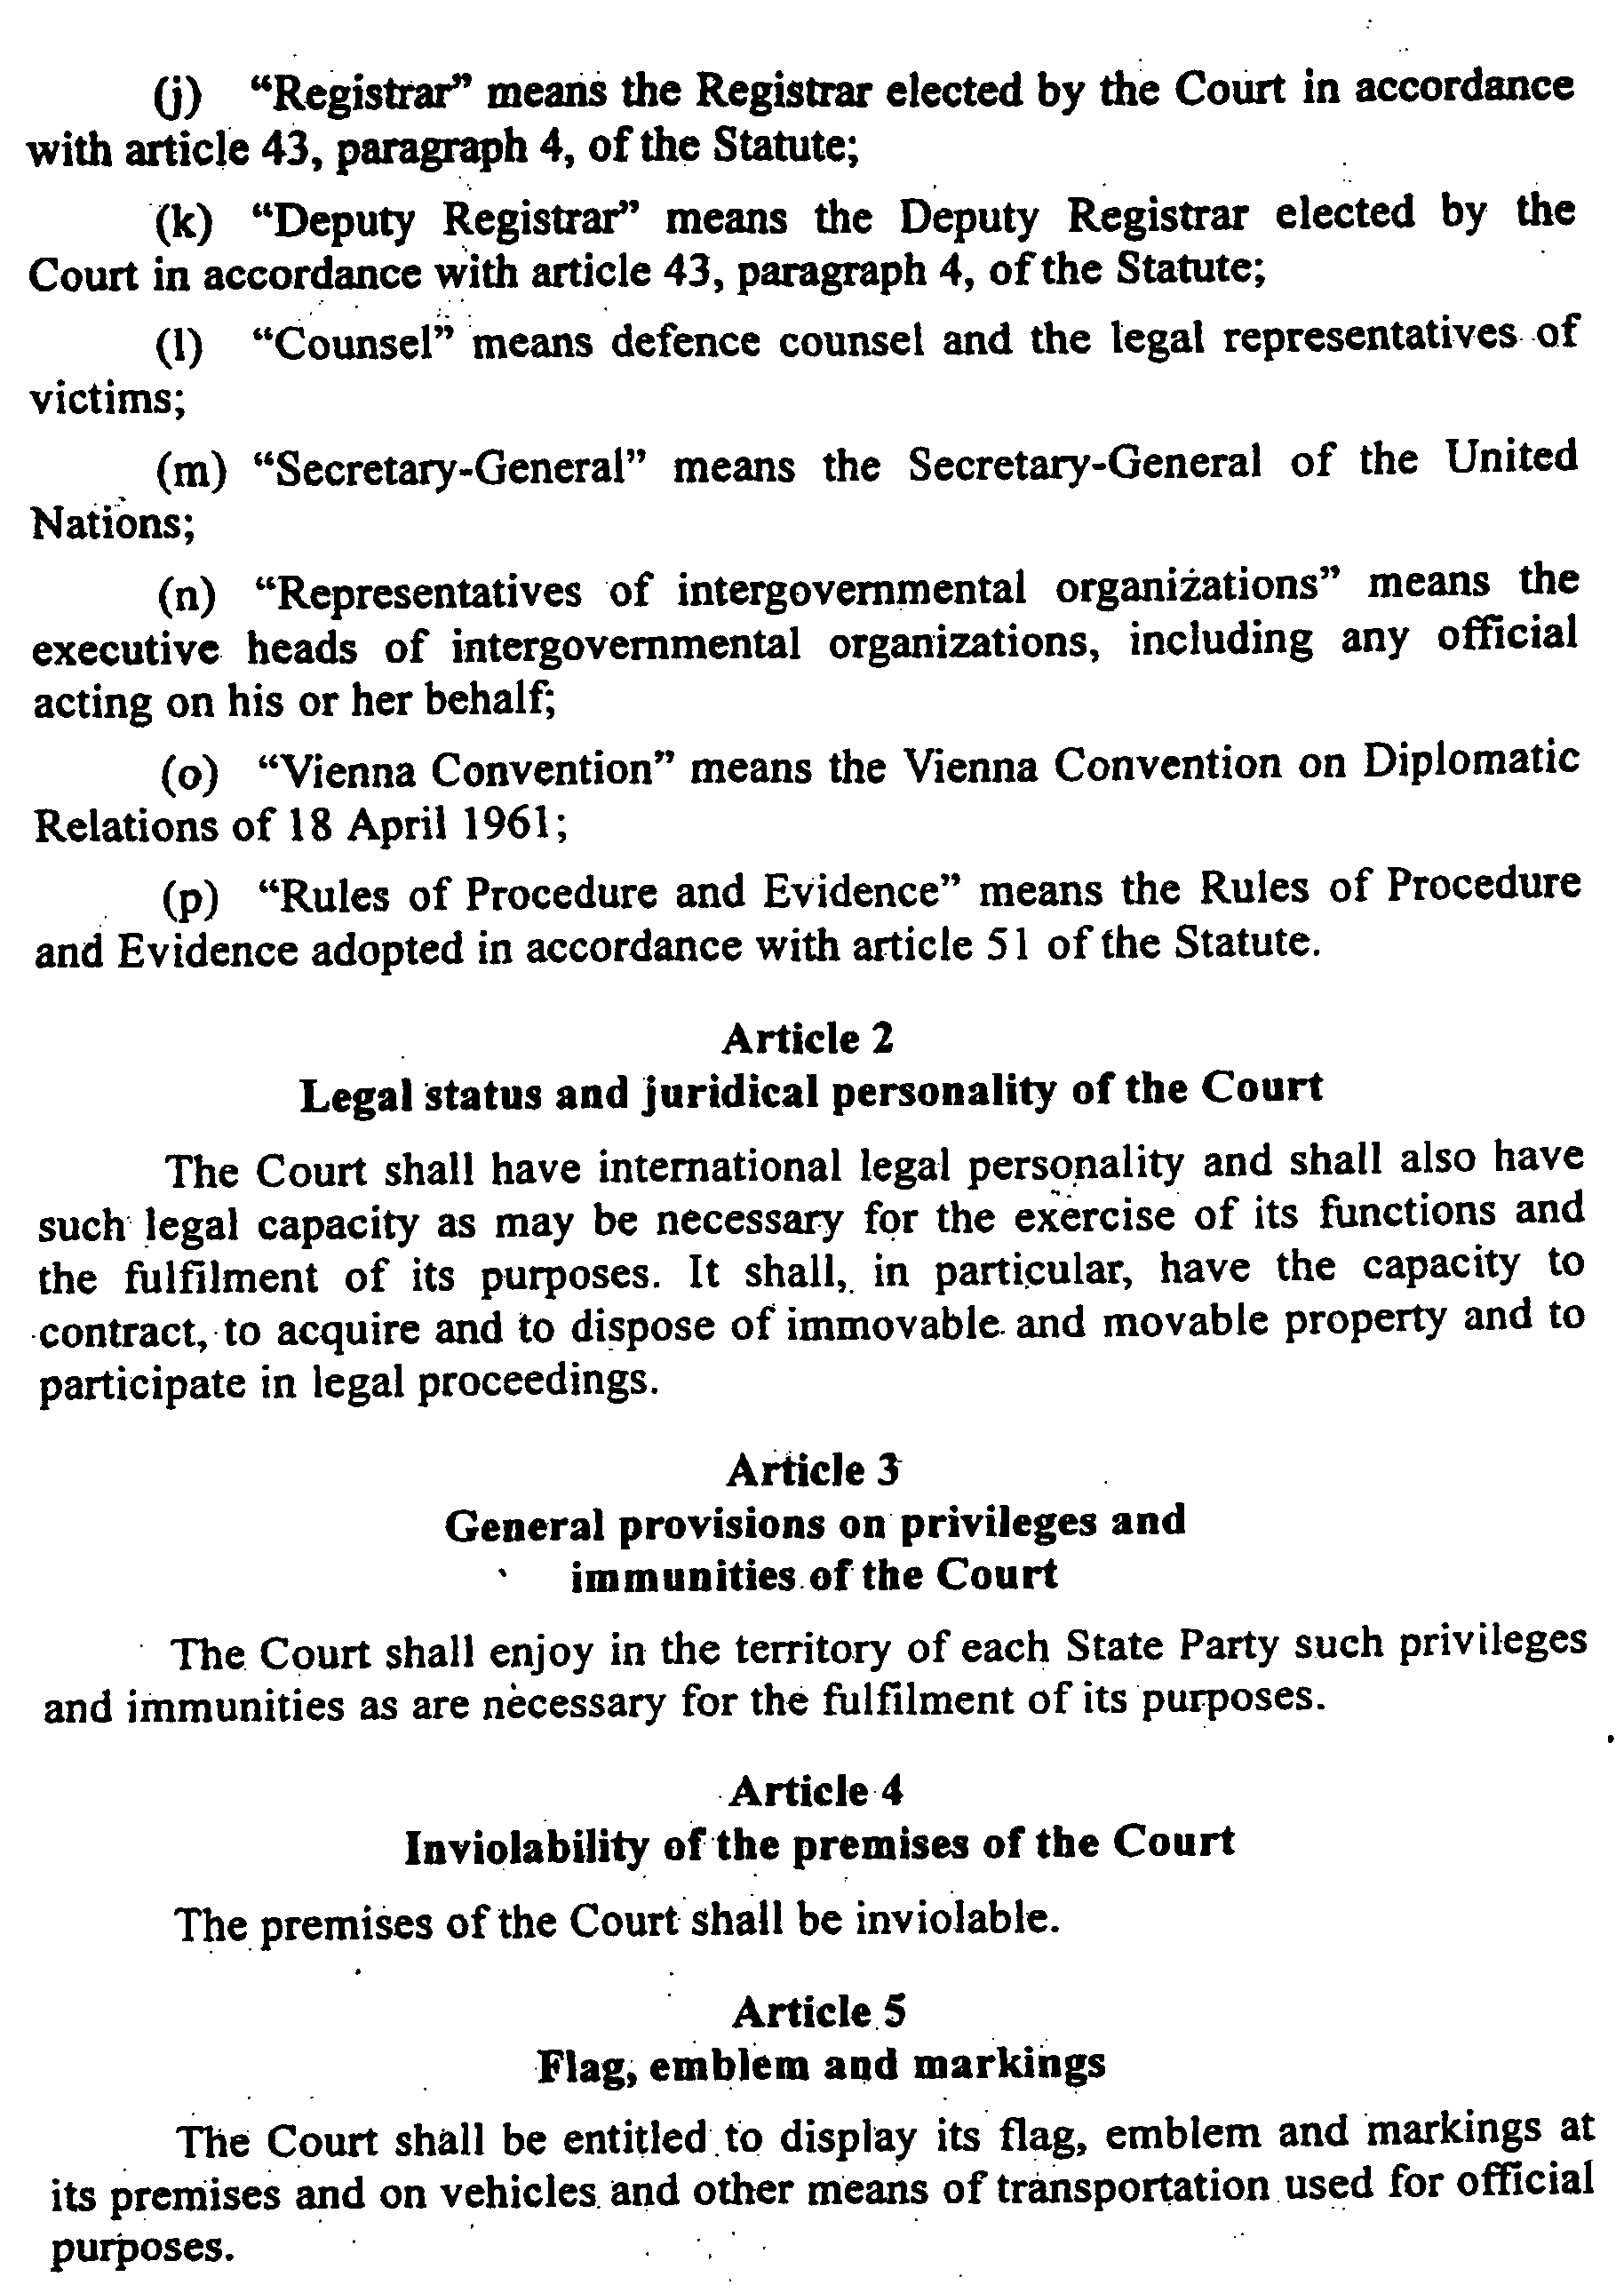 (j) “Registrar” means the Registrar elected by the Court in accordance
with article 43, paragraph 4, of the Statute;
(k) “Deputy Registrar” means the Deputy Registrar elected by the
Court in accordance with article 43, paragraph 4, of the Statute;
(l) “Counsel” means defence counsel and the legal representatives of
victims;
(m) “Secretary-General” means the Secretary-General of the United
Nations;
(n) “Representatives of intergovernmental organizations” means the
executive heads of intergovernmental organizations, including any official
acting on his or her behalf;
(o) “Vienna Convention” means the Vienna Convention on Diplomatic
Relations of 18 April 1961;
(p) “Rules of Procedure and Evidence” means the Rules of Procedure
and Evidence adopted in accordance with article 51 of the Statute.
Article 2
Legal status and juridical personality of the Court
The Court shall have international legal personality and shall also have
such legal capacity as may be necessary for the exercise of its functions and
the fulfilment of its purposes. It shall, in particular, have the capacity to
contract, to acquire and to dispose of immovable and movable property and to
participate in legal proceedings.
Article 3
General provisions on privileges and
immunities of the Court
The Court shall enjoy in the territory of each State Party such privileges
and immunities as are necessary for the fulfilment of its purposes.
Article 4
Inviolability of the premises of the Court
The premises of the Court shall be inviolable.
Article 5
Flag, emblem and markings
The Court shall be entitled to display its flag, emblem and markings at
its premises and on vehicles and other means of transportation used for official
purposes.